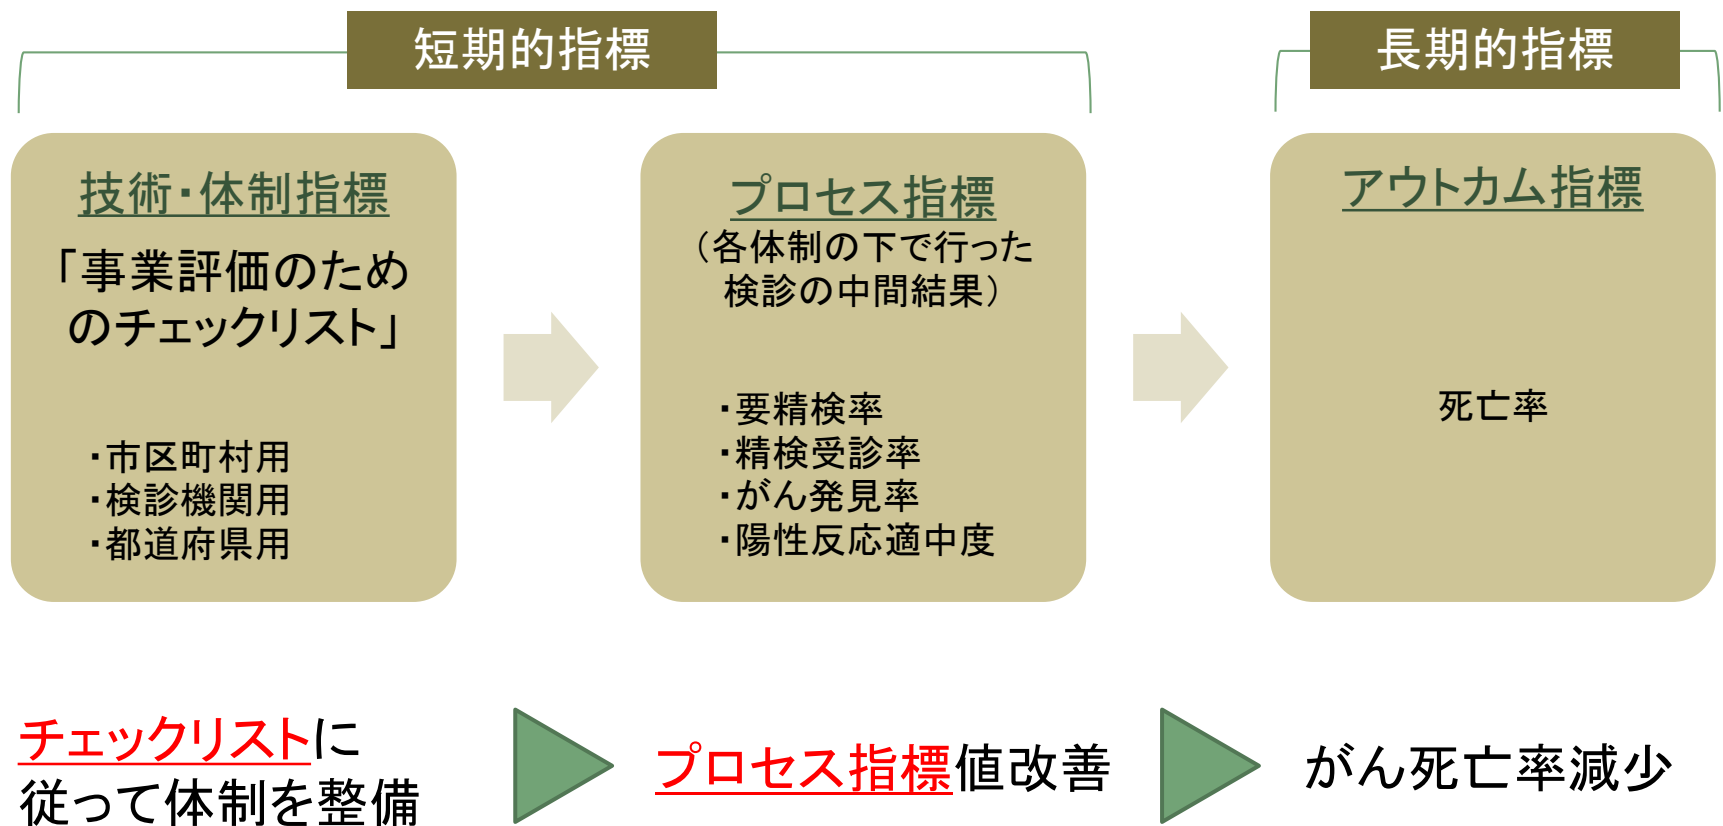 短期的指標
長期的指標
技術・体制指標
「事業評価のため
のチェックリスト」
・市区町村用
・検診機関用
・都道府県用
プロセス指標
（各体制の下で行った
検診の中間結果）
・要精検率
・精検受診率
・がん発見率
・陽性反応適中度
アウトカム指標
死亡率
チェックリストに
従って体制を整備
プロセス指標値改善
がん死亡率減少